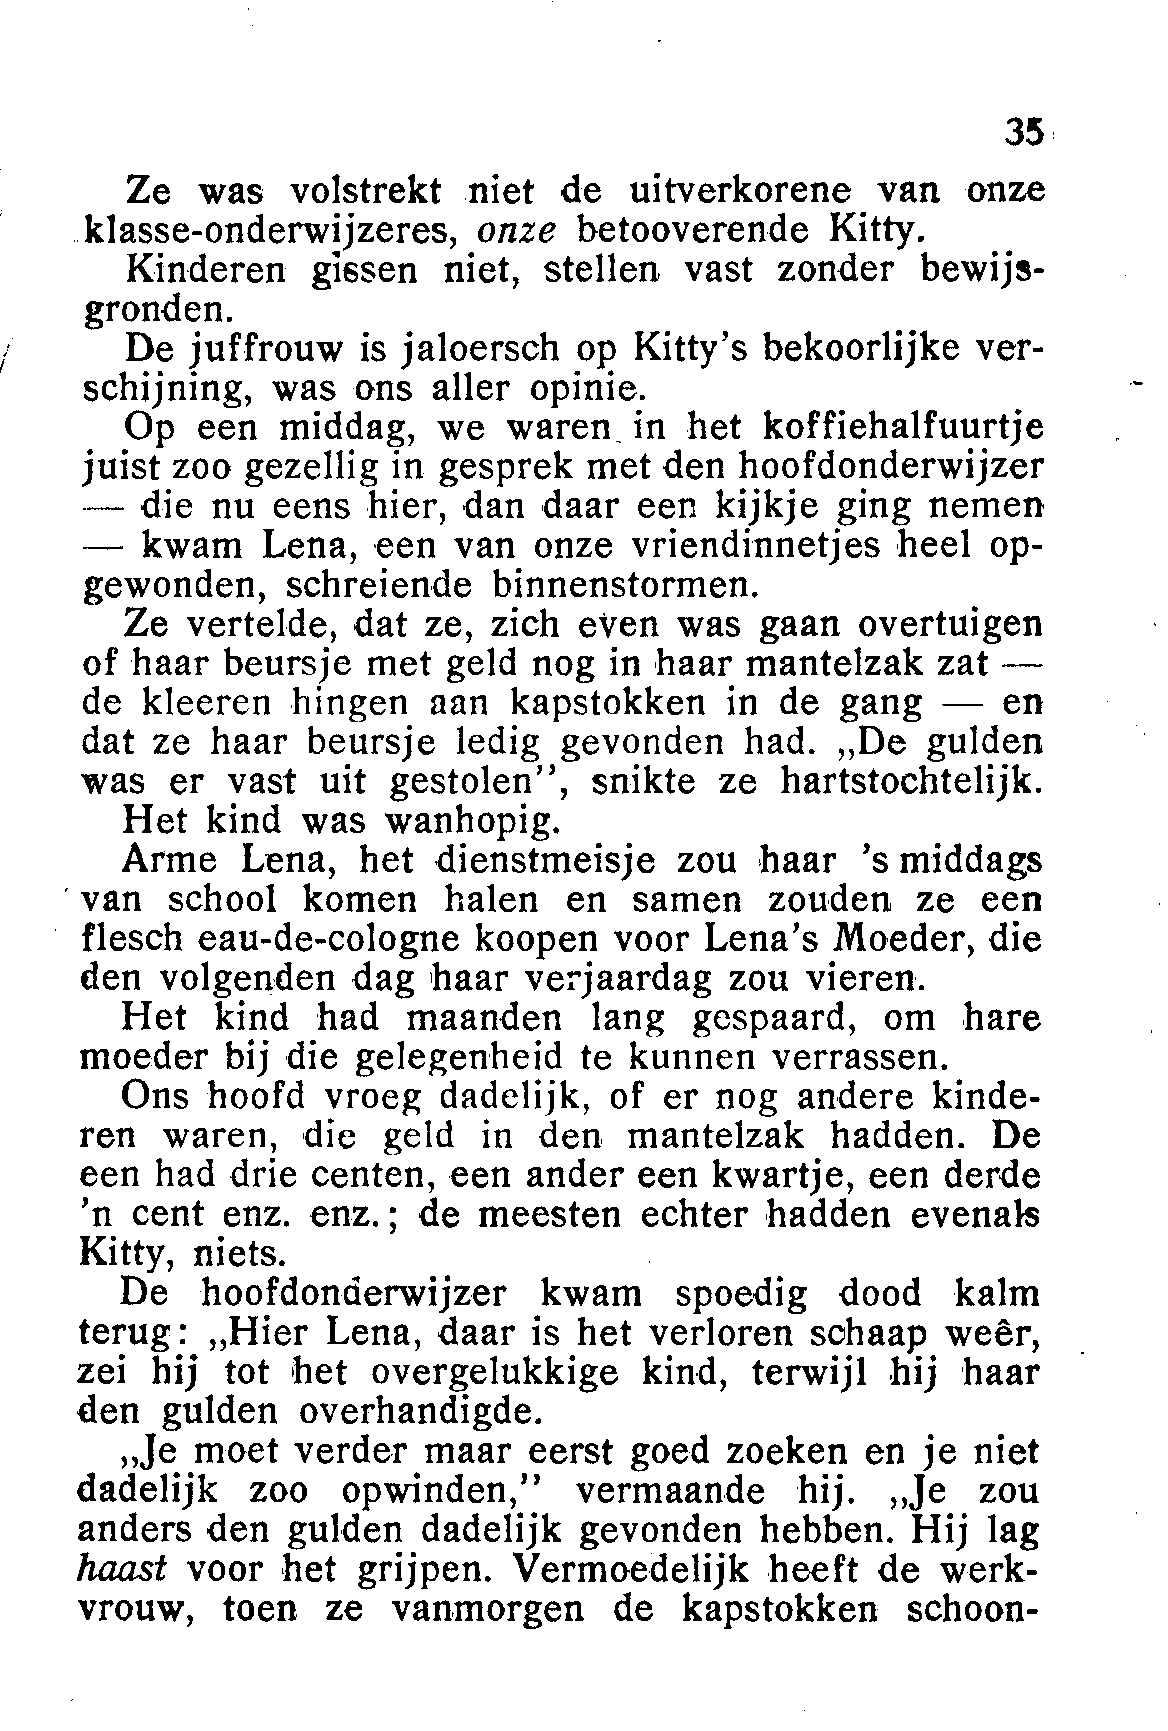 35
Ze was volstrekt niet de uitverkorene van onze
klasse-onderwijzeres, onze betooverende Kitty.
Kinderen gissen niet, stellen vast zonder bewijs-
gronden.
De juffrouw is jaloersch op Kitty's bekoorlijke ver-
schijning, was ons aller opinie.
Op een middag, we waren in het koffiehalfuurtje
juist zoo gezellig in gesprek met den hoofdonderwijzer
— die nu eens hier, dan daar een kijkje ging nemen
— kwam Lena, een van onze vriendinnetjes heel op-
gewonden, schreiende binnenstormen.
Ze vertelde, dat ze, zich even was gaan overtuigen
of haar beursje met geld nog in haar mantelzak zat —
de kleeren hingen aan kapstokken in de gang — en
dat ze haar beursje ledig gevonden had. „De gulden
was er vast uit gestolen”, snikte ze hartstochtelijk.
Het kind was wanhopig.
Arme Lena, het dienstmeisje zou haar 's middags
van school komen halen en samen zouden ze een
flesch eau-de-cologne koopen voor Lena's Moeder, die
den volgenden dag haar verjaardag zou vieren.
Het kind had maanden lang gespaard, om hare
moeder bij die gelegenheid te kunnen verrassen.
Ons hoofd vroeg dadelijk, of er nog andere kinde-
ren waren, die geld in den mantelzak hadden. De
een had drie centen, een ander een kwartje, een derde
'n cent enz. enz.; de meesten echter hadden evenals
Kitty, niets.
De hoofdonderwijzer kwam spoedig dood kalm
terug: „Hier Lena, daar is het verloren schaap weêr,
zei hij tot het overgelukkige kind, terwijl hij haar
den gulden overhandigde.
„Je moet verder maar eerst goed zoeken en je niet
dadelijk zoo opwinden,” vermaande hij. „Je zou
anders den gulden dadelijk gevonden hebben. Hij lag
haast voor het grijpen. Vermoedelijk heeft de werk-
vrouw, toen ze vanmorgen de kapstokken schoon-